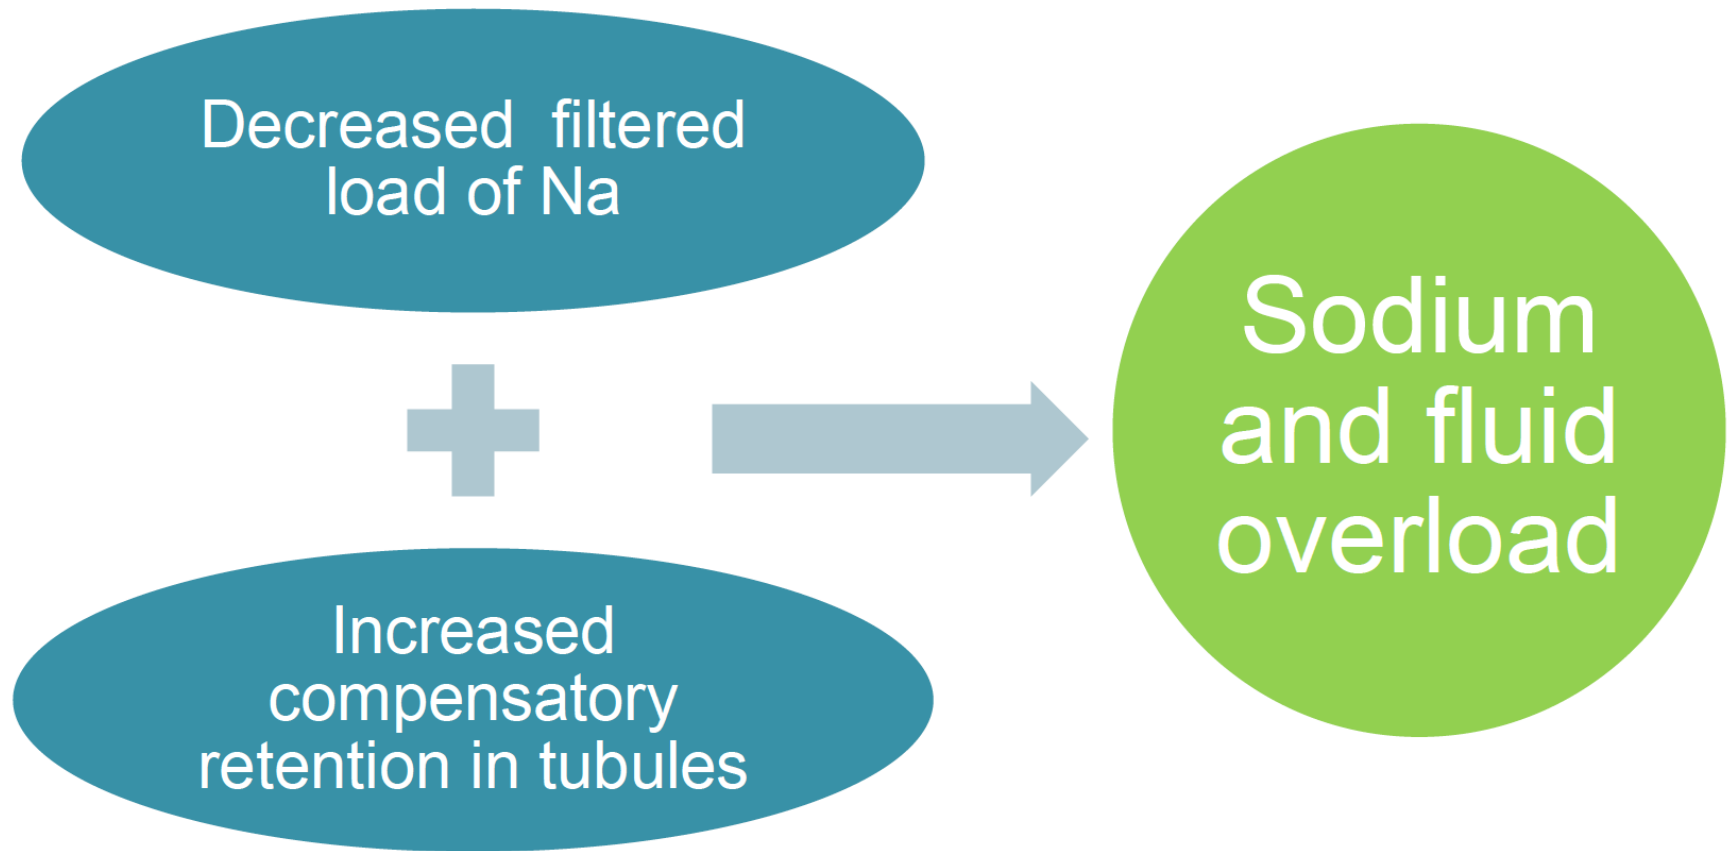 Decreased  filtered
load of Na
Increased
compensatory
retention in tubules
Sodium
and fluid
overload